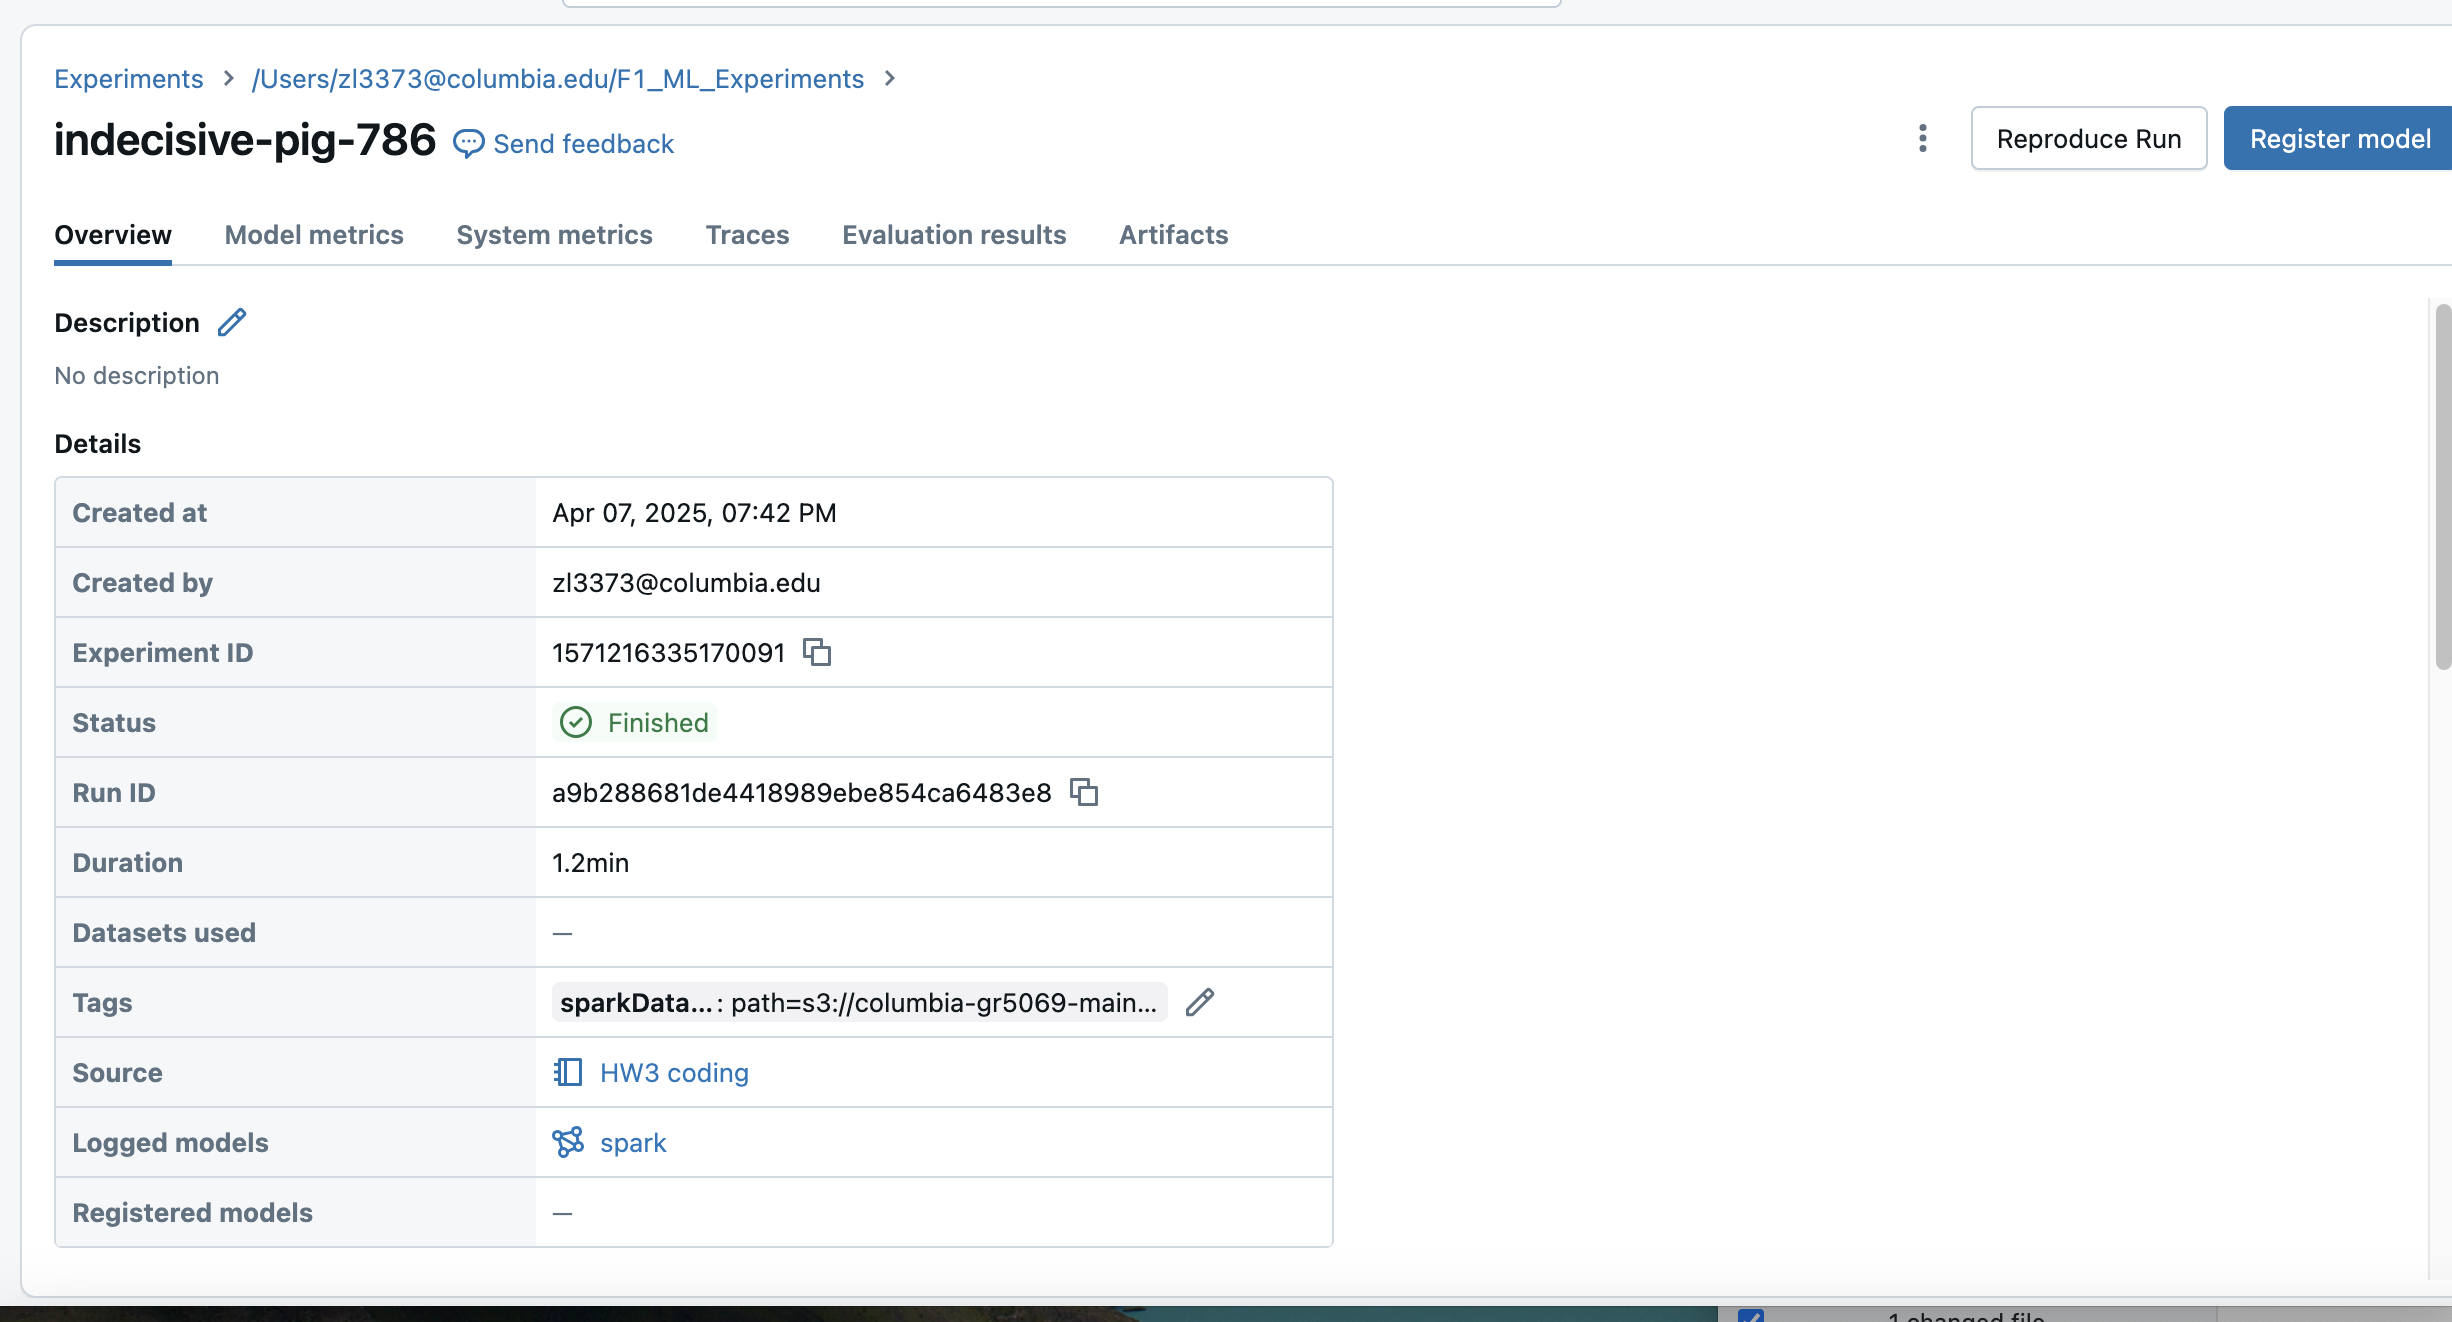 Experiments > /Users/zl3373@columbia.edu/F1_ML_Experiments >
indecisive-pig-786 Send feedback
Reproduce Run
Register model
Overview Model metrics System metrics Traces Evaluation results Artifacts
Description
No description
Details
Created at Apr 07, 2025, 07:42 PM
Created by zl3373@columbia.edu
Experiment ID 1571216335170091
Status Finished
Run ID a9b288681de4418989ebe854ca6483e8
Duration 1.2min
Datasets used —
Tags sparkData...: path=s3://columbia-gr5069-main...
Source HW3 coding
Logged models spark
Registered models —
1 changed file